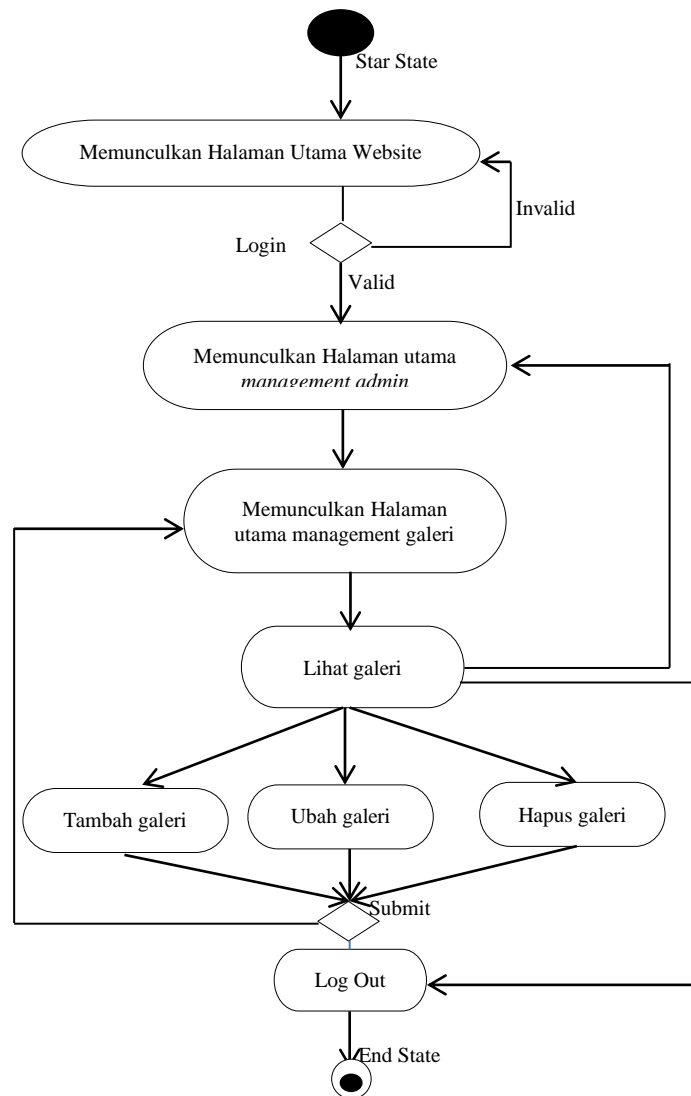 Star State
Memunculkan Halaman Utama Website
Invalid
Login
Valid
Memunculkan Halaman utama
management admin
Memunculkan Halaman
utama management galeri
Lihat galeri
Tambah galeri
Ubah galeri
Hapus galeri
Submit
Log Out
End State